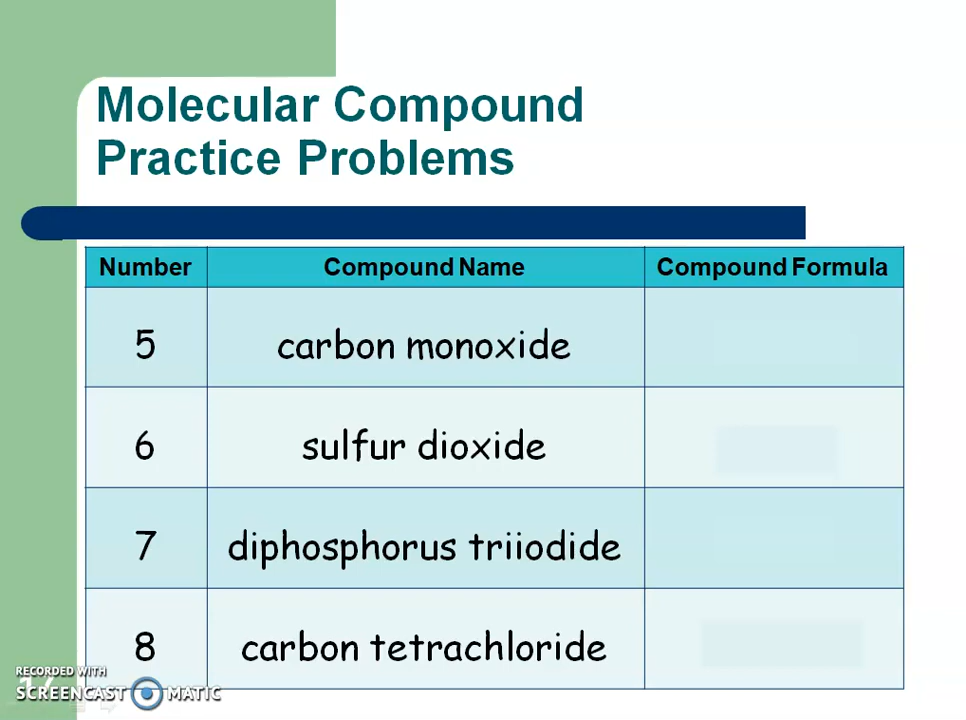 Molecular Compound
Practice Problems
Number Compound Name Compound Formula
5 carbon monoxide
6 sulfur dioxide
7 diphosphorus triiodide
8 carbon tetrachloride
RECORDED WITH
SCREENCAST MATIC